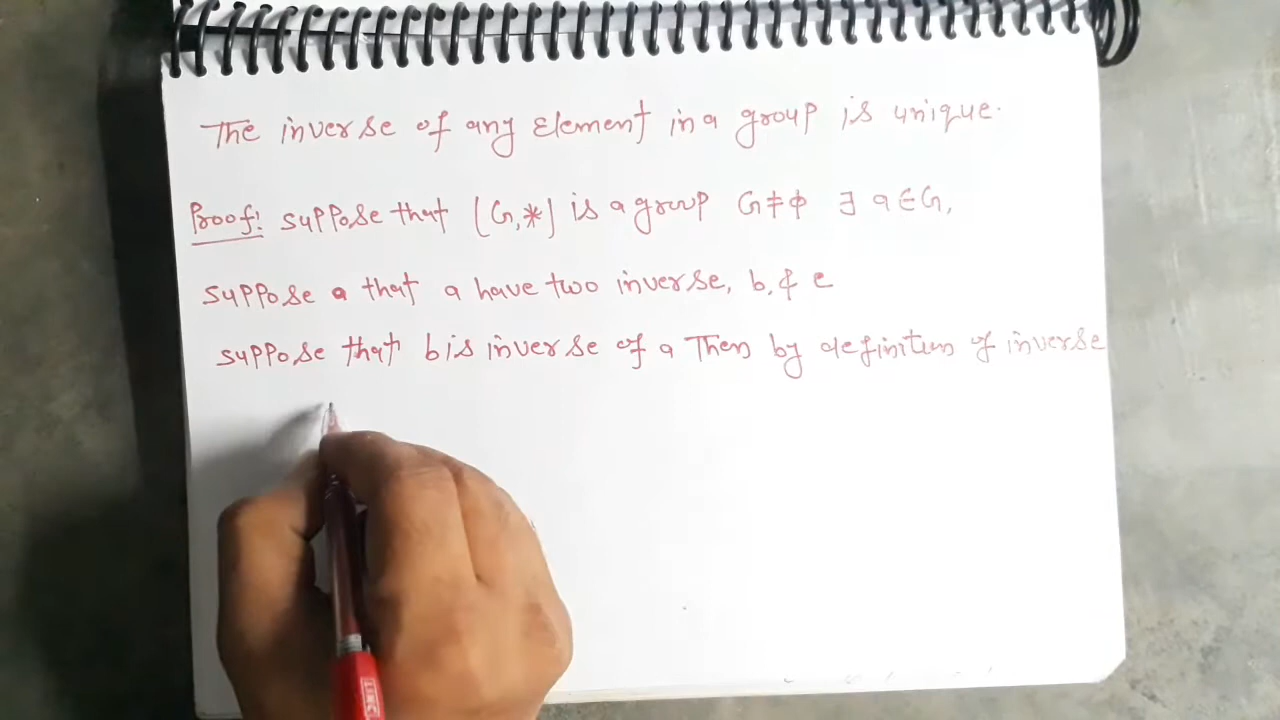 The inverse of any Element in a group is unique.
Proof! suppose that (G,*) is a group G≠ϕ ∃ a∈G,
suppose a that a have two inverse, b, & c
suppose that b is inverse of a Then by definition of inverse